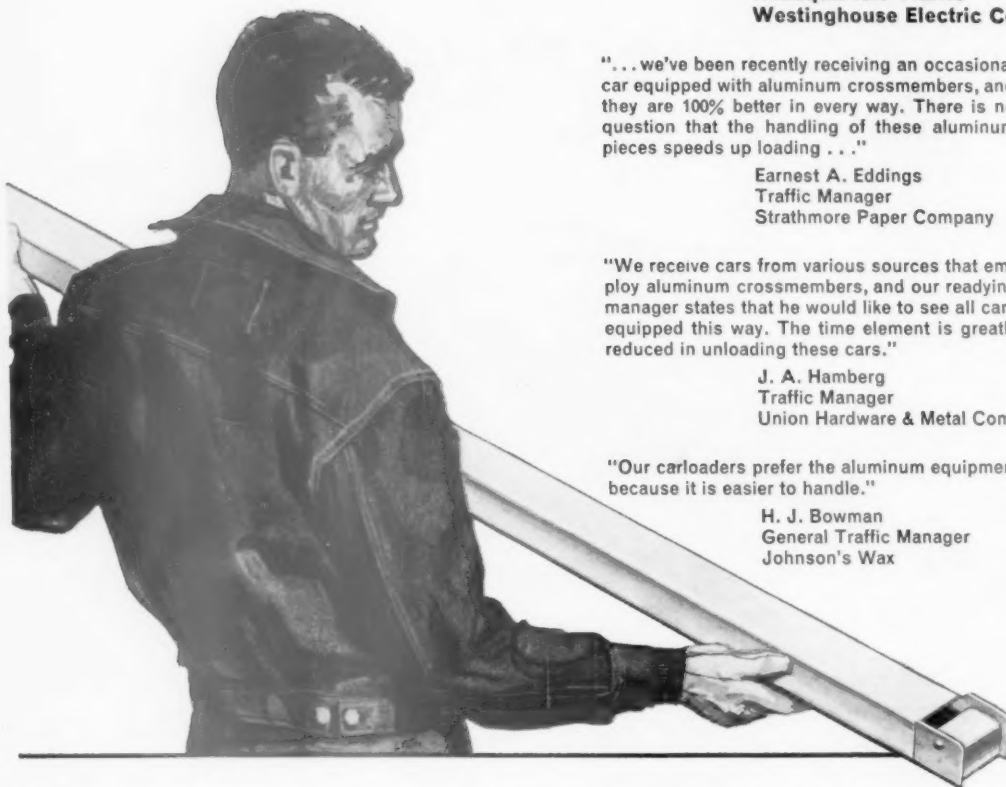 Westinghouse Electric C
"...we've been recently receiving an occasiona
car equipped with aluminum crossmembers, and
they are 100% better in every way. There is n
question that the handling of these aluminum
pieces speeds up loading . . ."
Earnest A. Eddings
Traffic Manager
Strathmore Paper Company
"We receive cars from various sources that em
ploy aluminum crossmembers, and our readyin
manager states that he would like to see all car
equipped this way. The time element is greatl
reduced in unloading these cars."
J. A. Hamberg
Traffic Manager
Union Hardware & Metal Com
"Our carloaders prefer the aluminum equipmen
because it is easier to handle."
H. J. Bowman
General Traffic Manager
Johnson's Wax